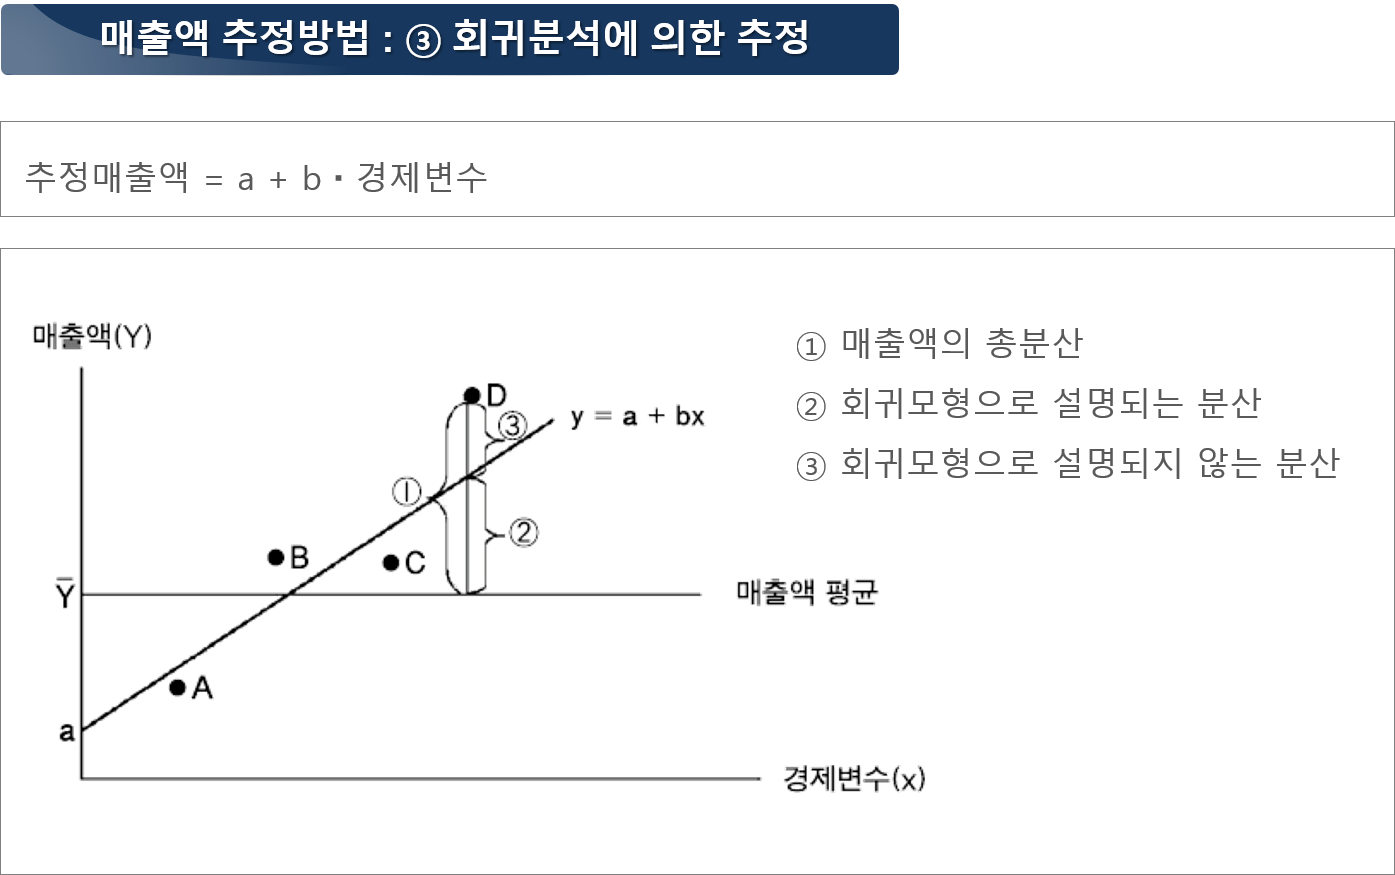 매출액 추정방법 : ③ 회귀분석에 의한 추정
추정매출액 = a + b · 경제변수
매출액(Y)
① 매출액의 총분산
② 회귀모형으로 설명되는 분산
③ 회귀모형으로 설명되지 않는 분산
D
③
y = a + bx
①
②
B
C
Y̅
매출액 평균
A
a
경제변수(x)